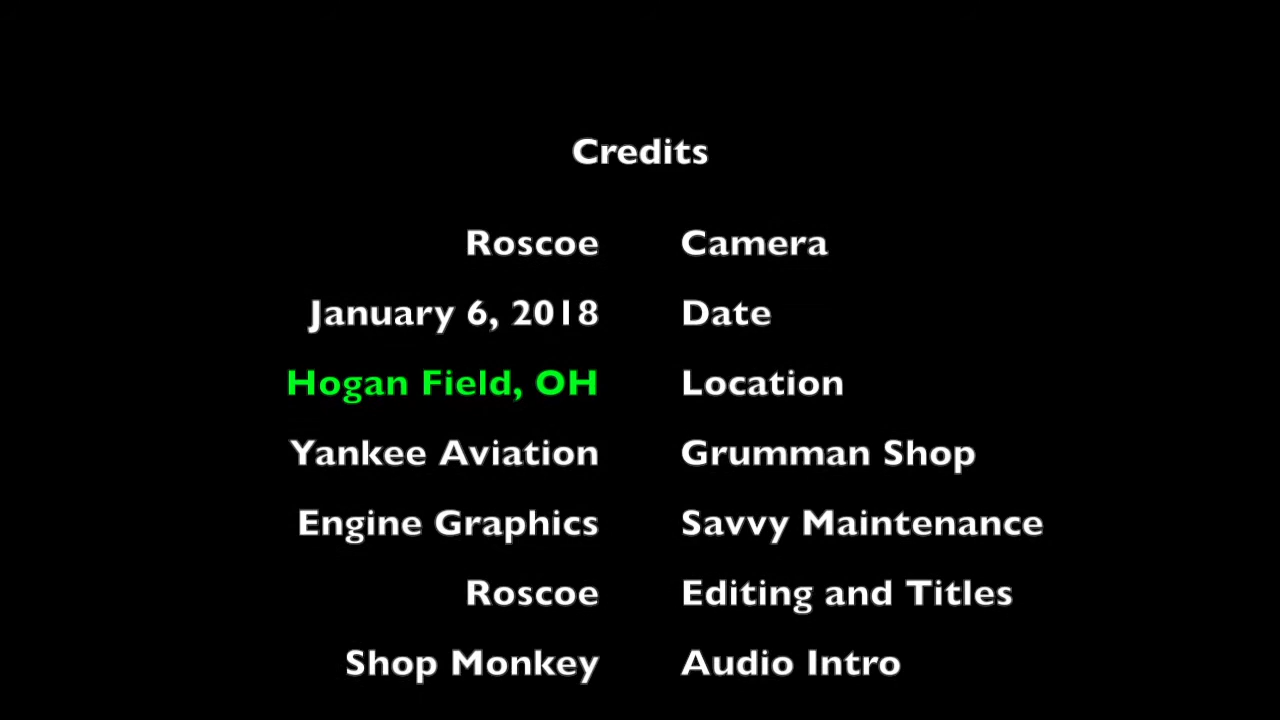 Credits
Roscoe Camera
January 6, 2018 Date
Hogan Field, OH Location
Yankee Aviation Grumman Shop
Engine Graphics Savvy Maintenance
Roscoe Editing and Titles
Shop Monkey Audio Intro